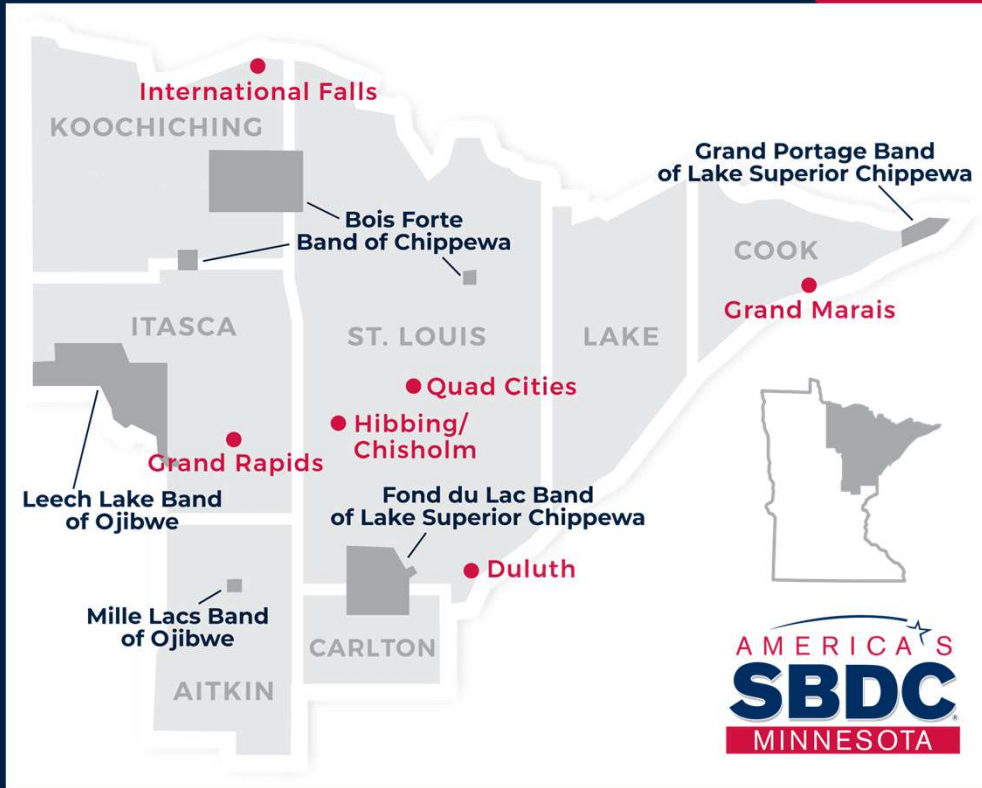 International Falls
KOOCHICHING
Grand Portage Band
of Lake Superior Chippewa
Bois Forte
Band of Chippewa
COOK
Grand Marais
ITASCA
ST. LOUIS
LAKE
Quad Cities
Hibbing/
Chisholm
Grand Rapids
Leech Lake Band
of Ojibwe
Fond du Lac Band
of Lake Superior Chippewa
Duluth
Mille Lacs Band
of Ojibwe
CARLTON
AITKIN
AMERICA'S
SBDC®
MINNESOTA